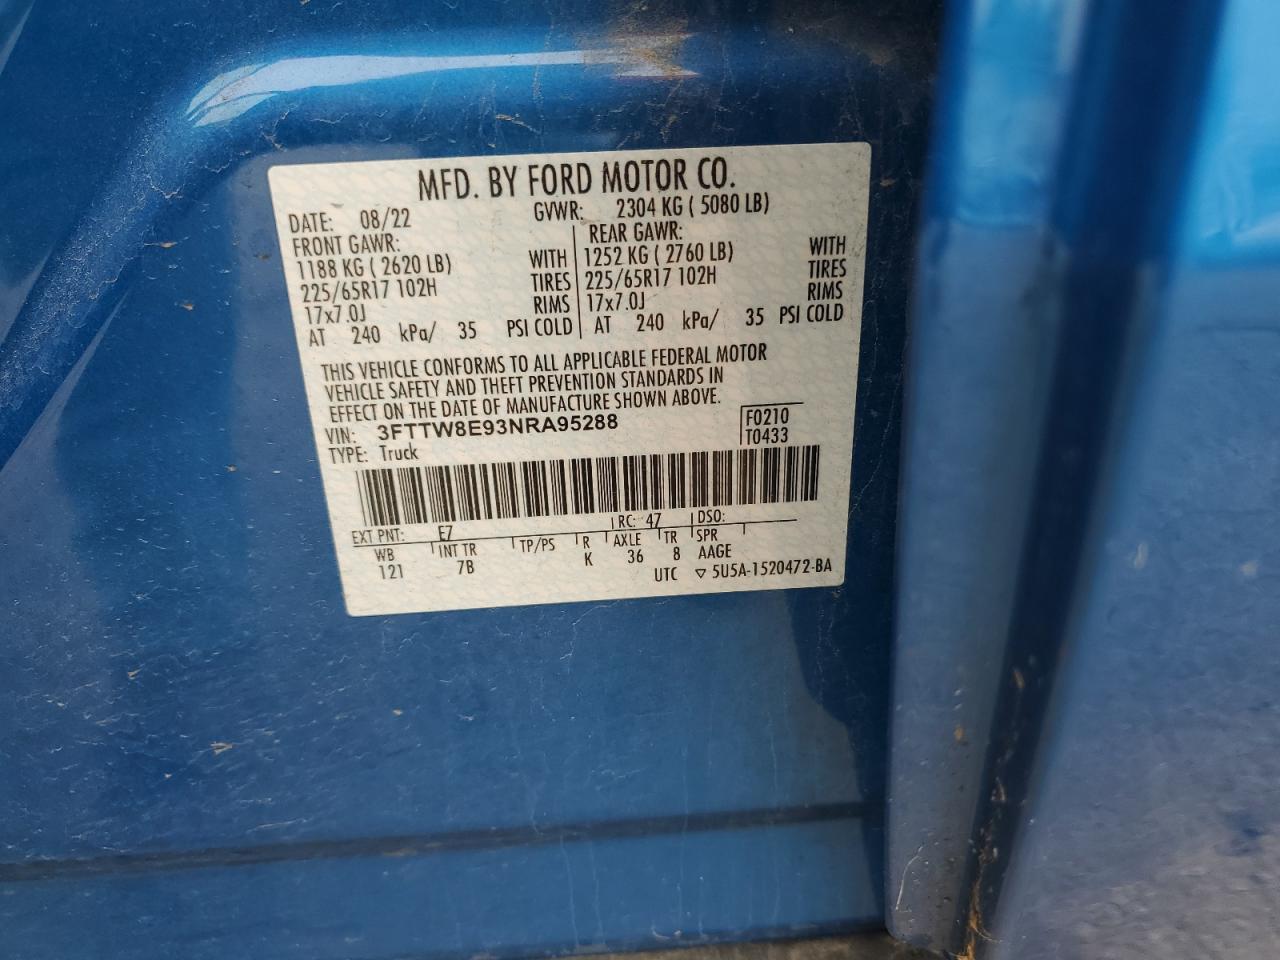 MFD. BY FORD MOTOR CO.
DATE: 08/22 GVWR: 2304 KG ( 5080 LB)
FRONT GAWR: REAR GAWR:
1188 KG ( 2620 LB) WITH 1252 KG ( 2760 LB) WITH
225/65R17 102H TIRES 225/65R17 102H TIRES
17x7.0J RIMS 17x7.0J RIMS
AT 240 kPa/ 35 PSI COLD AT 240 kPa/ 35 PSI COLD
THIS VEHICLE CONFORMS TO ALL APPLICABLE FEDERAL MOTOR
VEHICLE SAFETY AND THEFT PREVENTION STANDARDS IN
EFFECT ON THE DATE OF MANUFACTURE SHOWN ABOVE.
VIN: 3FTTW8E93NRA95288 F0210
TYPE: Truck T0433
EXT PNT: E7 RC: 47 DSO:
WB INT TR TP/PS R AXLE TR SPR
121 7B K 36 8 AAGE
UTC ▽ 5U5A-1520472-BA